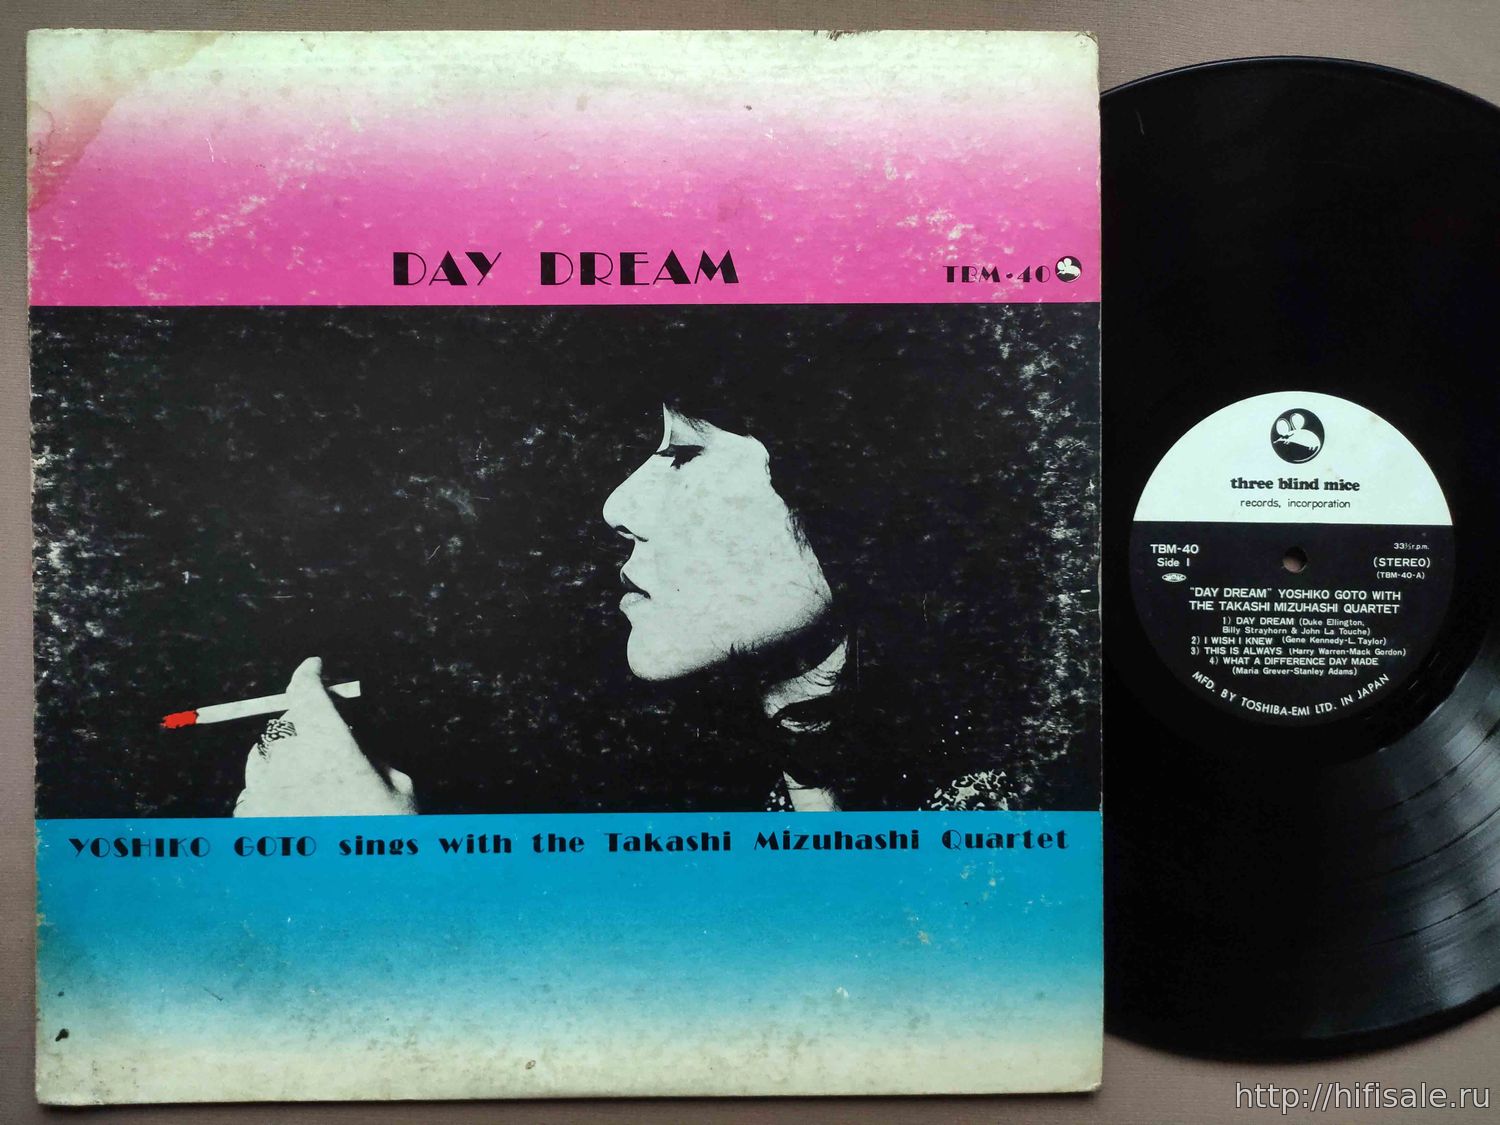 DAY DREAM
TBM·40
YOSHIKO GOTO sings with the Takashi Mizuhashi Quartet
three blind mice
records, incorporation
TBM-40
Side 1
33⅓r.p.m.
(STEREO)
(TBM-40-A)
"DAY DREAM" YOSHIKO GOTO WITH
THE TAKASHI MIZUHASHI QUARTET
1) DAY DREAM (Duke Ellington,
Billy Strayhorn & John La Touche)
2) I WISH I KNEW (Gene Kennedy-L. Taylor)
3) THIS IS ALWAYS (Harry Warren-Mack Gordon)
4) WHAT A DIFFERENCE DAY MADE
(Maria Grever-Stanley Adams)
MFD. BY TOSHIBA-EMI LTD. IN JAPAN
http://hifisale.ru